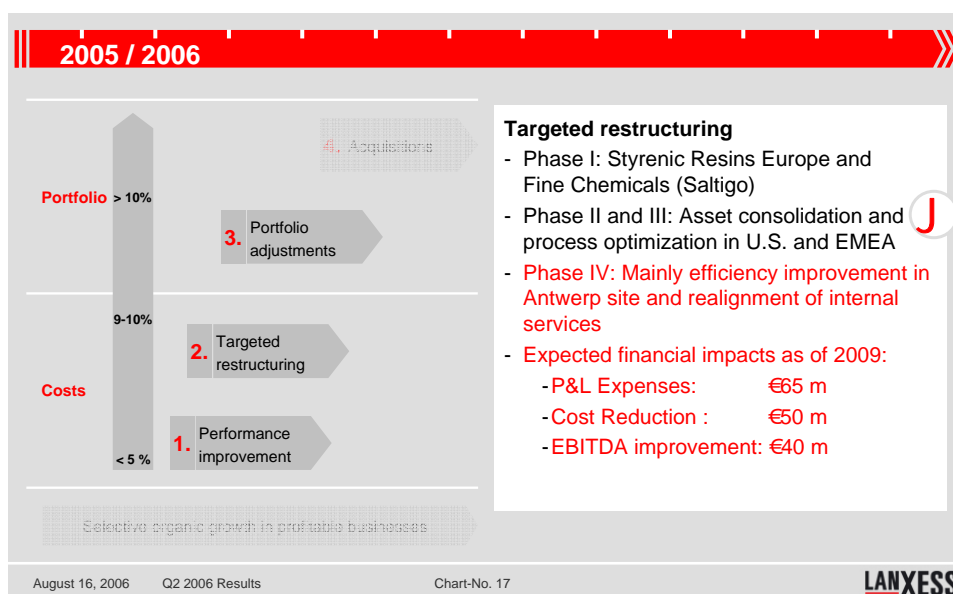 2005 / 2006
4. Acquisitions
Portfolio > 10%
3. Portfolio
adjustments
9-10%
2. Targeted
restructuring
Costs
1. Performance
improvement
< 5 %
Selective organic growth in profitable businesses
Targeted restructuring
- Phase I: Styrenic Resins Europe and
Fine Chemicals (Saltigo)
- Phase II and III: Asset consolidation and
process optimization in U.S. and EMEA
J
- Phase IV: Mainly efficiency improvement in
Antwerp site and realignment of internal
services
- Expected financial impacts as of 2009:
- P&L Expenses: €65 m
- Cost Reduction : €50 m
- EBITDA improvement: €40 m
August 16, 2006 Q2 2006 Results Chart-No. 17
LANXESS